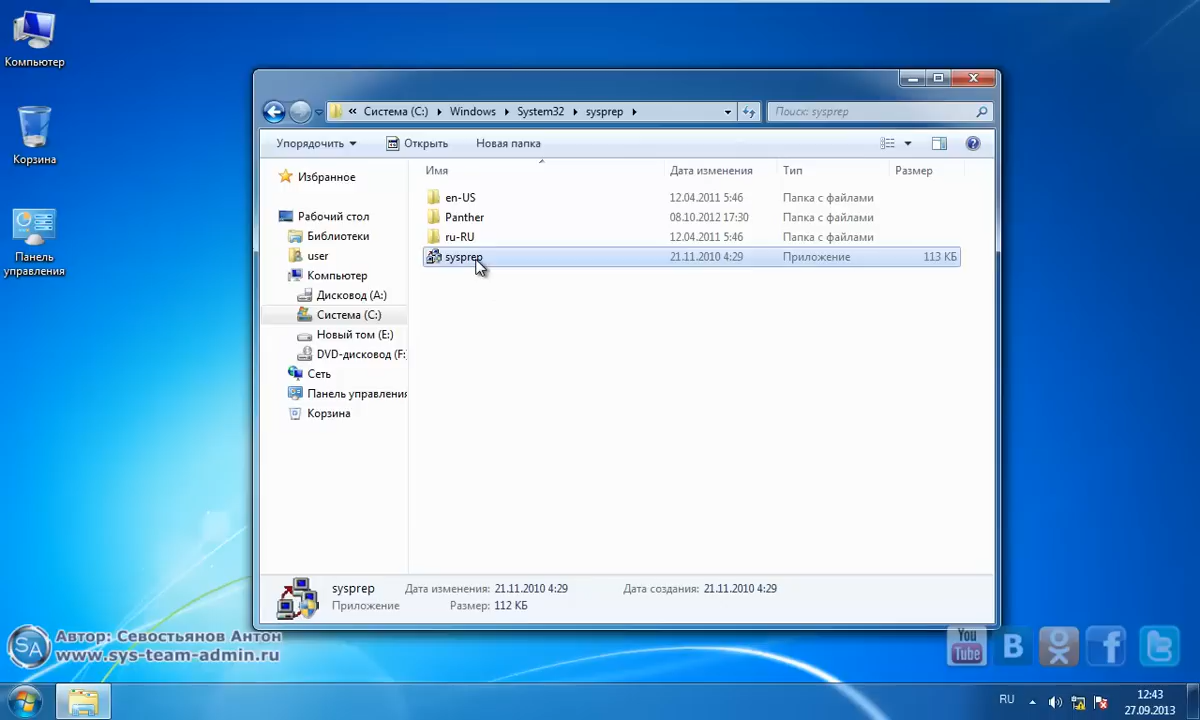 Компьютер
Корзина
Панель
управления
« Система (C:) Windows System32 sysprep
Поиск: sysprep
Упорядочить
Открыть
Новая папка
Имя
Дата изменения
Тип
Размер
en-US 12.04.2011 5:46 Папка с файлами
Panther 08.10.2012 17:30 Папка с файлами
ru-RU 12.04.2011 5:46 Папка с файлами
sysprep 21.11.2010 4:29 Приложение 113 КБ
Избранное
Рабочий стол
Библиотеки
user
Компьютер
Дисковод (A:)
Система (C:)
Новый том (E:)
DVD-дисковод (F:
Сеть
Панель управления
Корзина
sysprep Дата изменения: 21.11.2010 4:29 Дата создания: 21.11.2010 4:29
Приложение Размер: 112 КБ
SA
Автор: Севостьянов Антон
www.sys-team-admin.ru
You
Tube
B
f
t
RU
12:43
27.09.2013